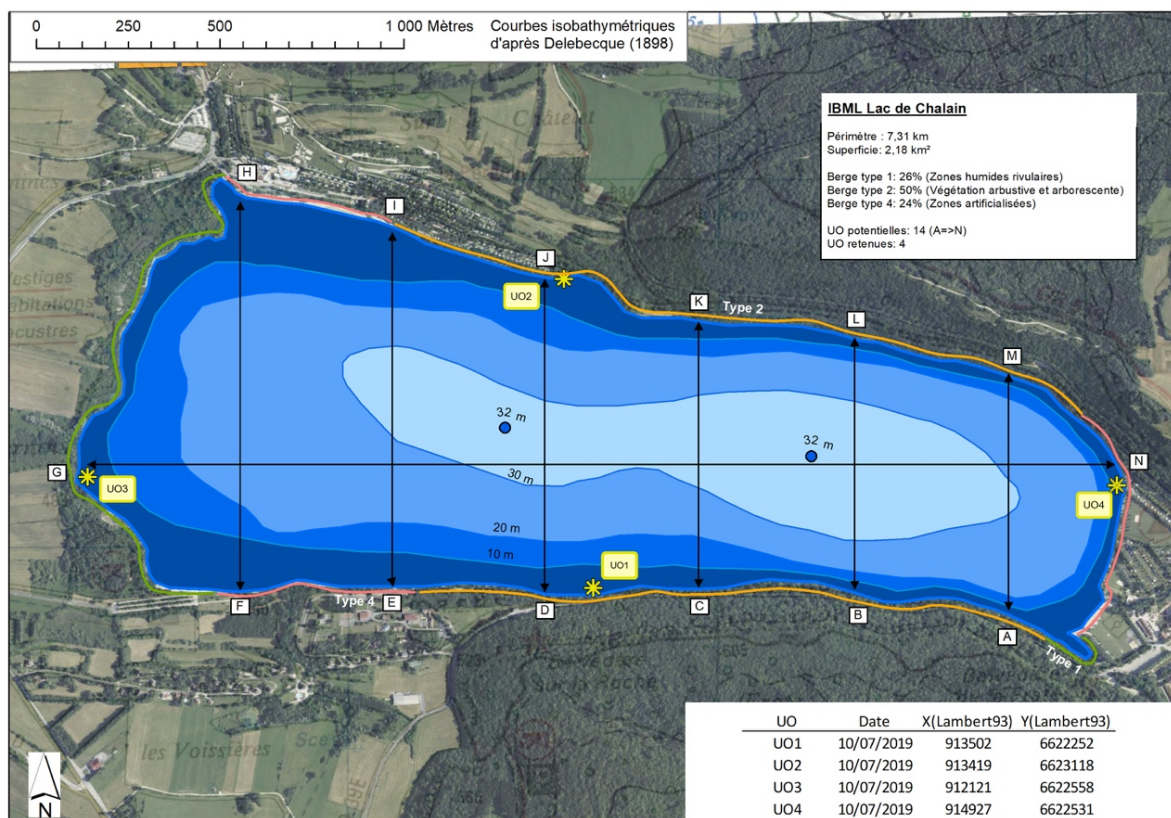 0 250 500 1 000 Mètres
Courbes isobathymétriques
d'après Delebecque (1898)
IBML Lac de Chalain
Périmètre : 7,31 km
Superficie: 2,18 km²
Berge type 1: 26% (Zones humides rivulaires)
Berge type 2: 50% (Végétation arbustive et arborescente)
Berge type 4: 24% (Zones artificialisées)
UO potentielles: 14 (A=>N)
UO retenues: 4
H
I
J
UO2
K
Type 2
L
M
32 m
32 m
G
N
UO3
30 m
UO4
20 m
10 m
UO1
F
Type 4
E
D
C
B
A
Type 1
les Voissières
N
UO Date X(Lambert93) Y(Lambert93)
UO1 10/07/2019 913502 6622252
UO2 10/07/2019 913419 6623118
UO3 10/07/2019 912121 6622558
UO4 10/07/2019 914927 6622531